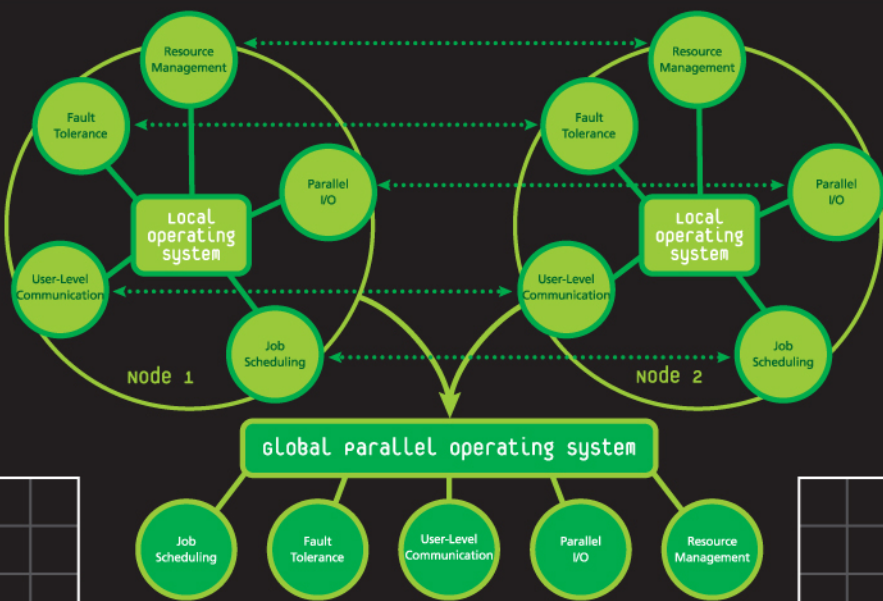 Resource
Management
Fault
Tolerance
Parallel
I/O
Local
operating
system
User-Level
Communication
Job
Scheduling
Node 1
Resource
Management
Fault
Tolerance
Parallel
I/O
Local
operating
system
User-Level
Communication
Job
Scheduling
Node 2
Global parallel operating system
Job
Scheduling
Fault
Tolerance
User-Level
Communication
Parallel
I/O
Resource
Management